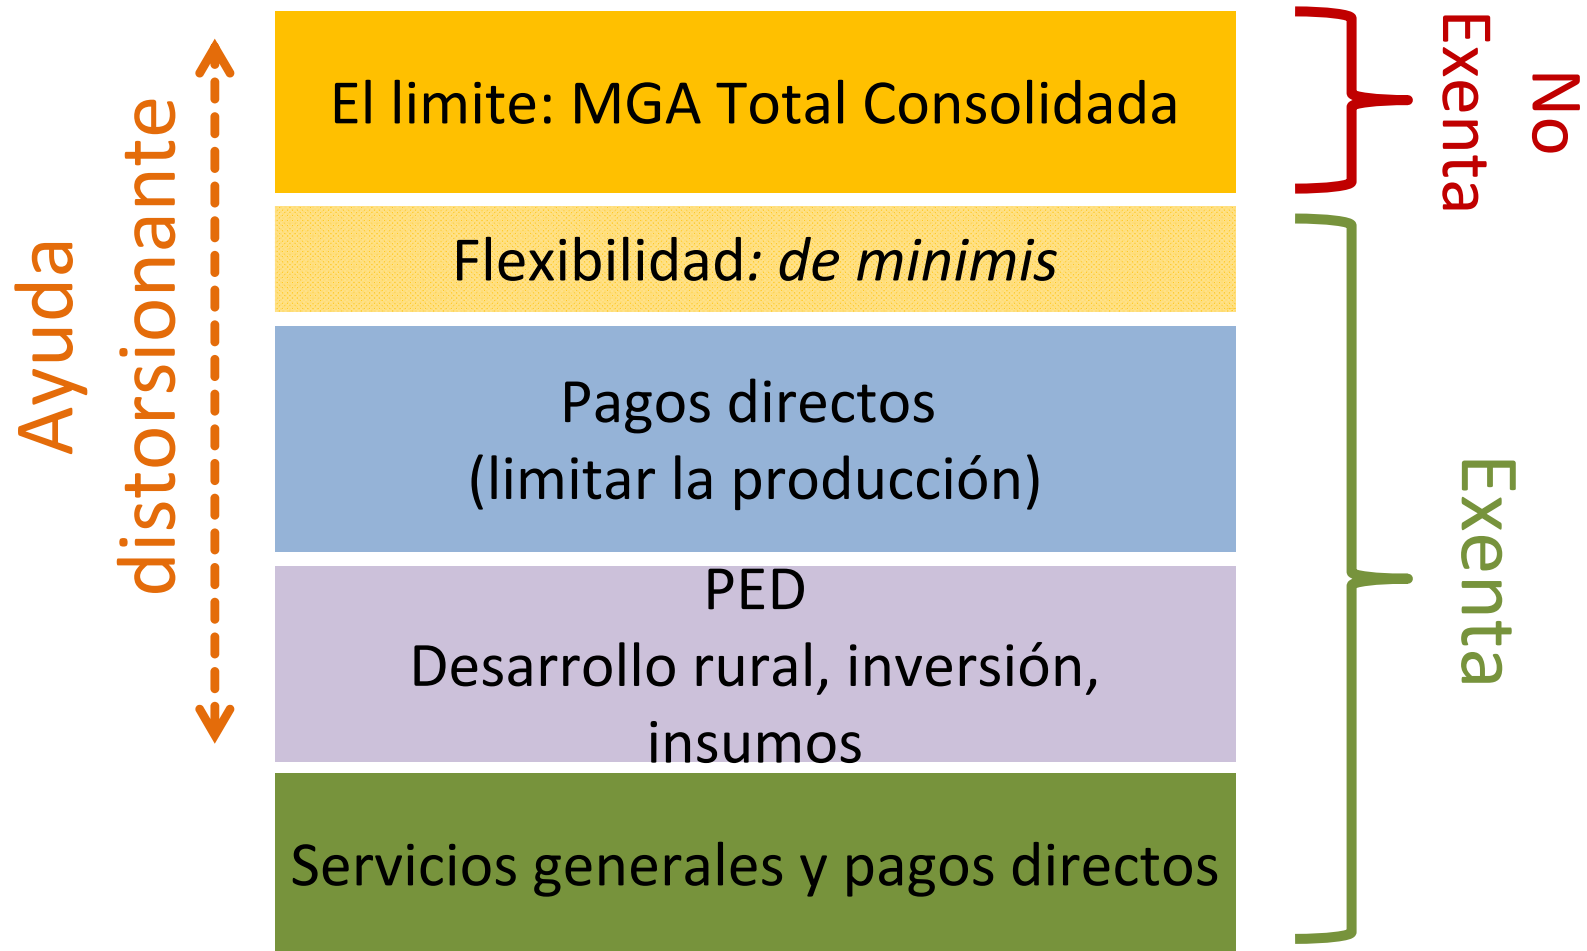 Ayuda
distorsionante
El limite: MGA Total Consolidada
Flexibilidad: de minimis
Pagos directos
(limitar la producción)
PED
Desarrollo rural, inversión,
insumos
Servicios generales y pagos directos
No
Exenta
Exenta